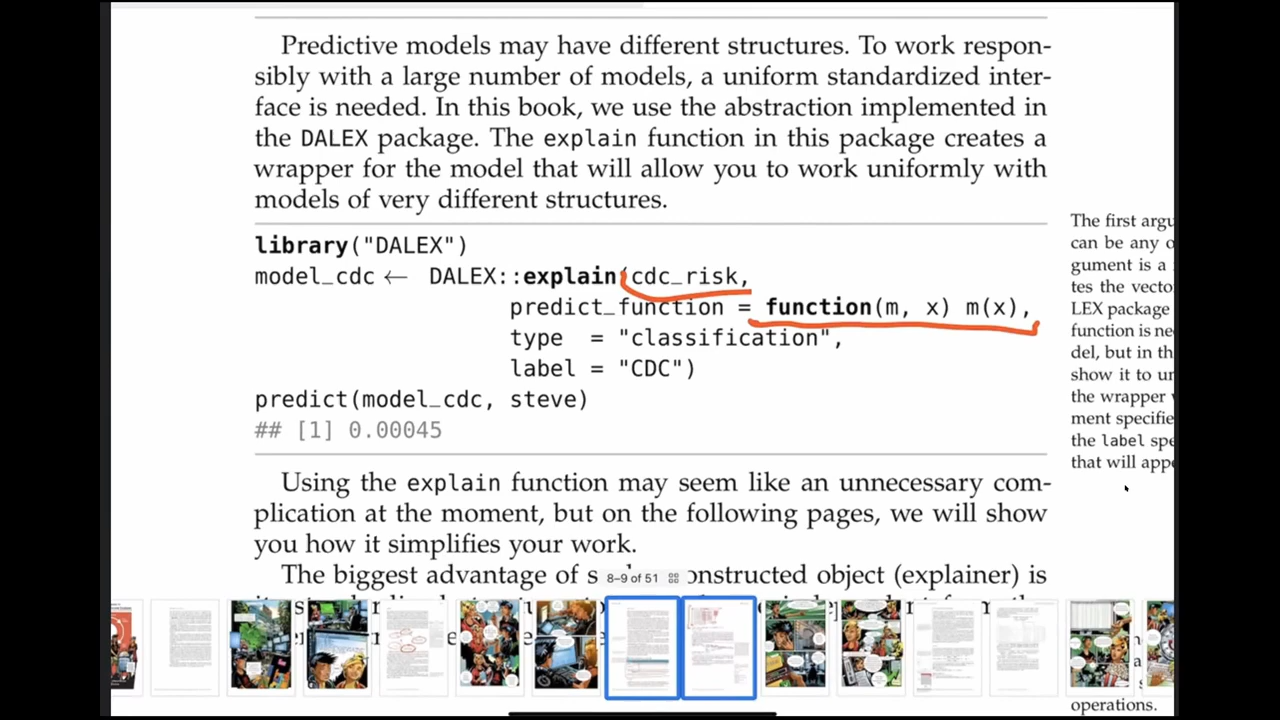 Predictive models may have different structures. To work respon-
sibly with a large number of models, a uniform standardized inter-
face is needed. In this book, we use the abstraction implemented in
the DALEX package. The explain function in this package creates a
wrapper for the model that will allow you to work uniformly with
models of very different structures.
library("DALEX")
model_cdc ← DALEX::explain(cdc_risk,
predict_function = function(m, x) m(x),
type = "classification",
label = "CDC")
predict(model_cdc, steve)
## [1] 0.00045
Using the explain function may seem like an unnecessary com-
plication at the moment, but on the following pages, we will show
you how it simplifies your work.
The biggest advantage of onstructed object (explainer) is
8–9 of 51
The first argu
can be any o
gument is a
tes the vecto
LEX package
function is ne
del, but in th
show it to ur
the wrapper
ment specifie
the label spe
that will appe
operations.